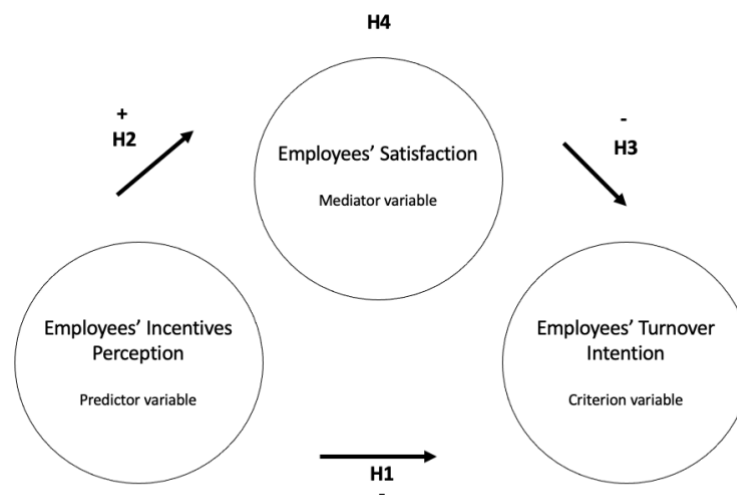 H4
+
H2
-
H3
Employees’ Satisfaction
Mediator variable
Employees’ Incentives
Perception
Predictor variable
Employees’ Turnover
Intention
Criterion variable
H1
-